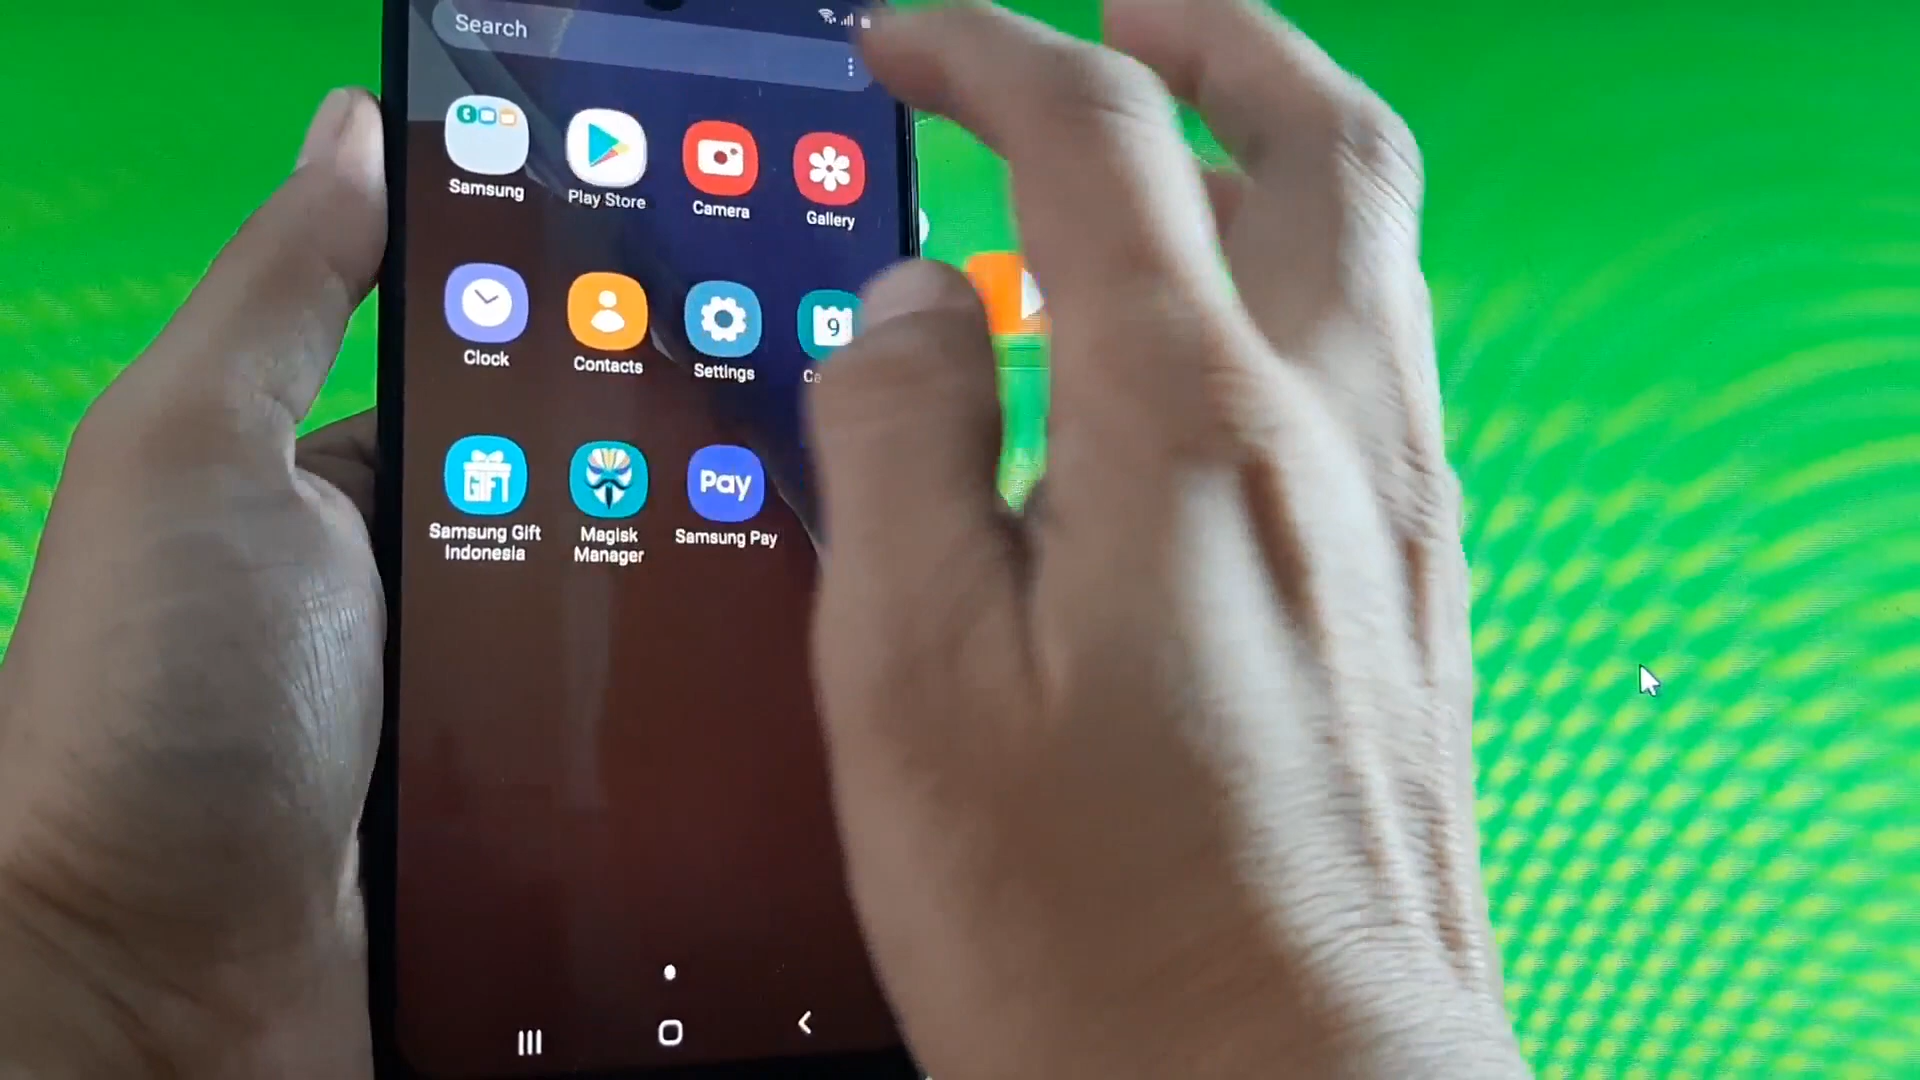 Search
Samsung
Play Store
Camera
Gallery
Clock
Contacts
Settings
9
GIFT
Pay
Samsung Gift
Indonesia
Magisk
Manager
Samsung Pay